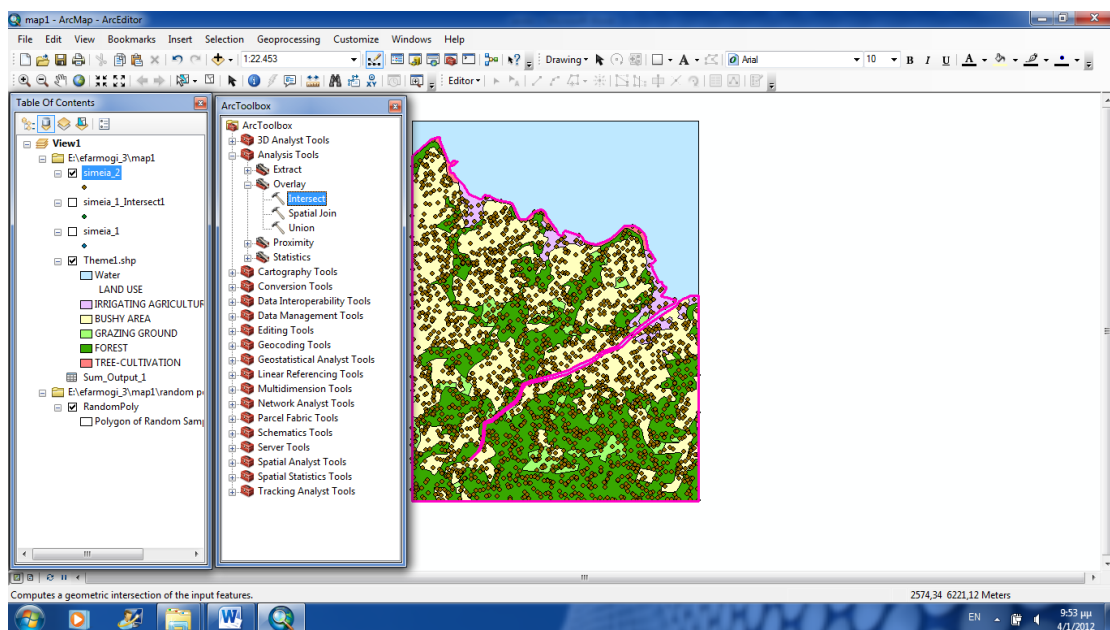 map1 - ArcMap - ArcEditor
File Edit View Bookmarks Insert Selection Geoprocessing Customize Windows Help
1:22.453 Drawing A Arial 10 B I U A
Editor
Table Of Contents
View1
E:\efarmogi_3\map1
simeia_2
simeia_1_Intersect1
simeia_1
Theme1.shp
Water
LAND USE
IRRIGATING AGRICULTUR
BUSHY AREA
GRAZING GROUND
FOREST
TREE-CULTIVATION
Sum_Output_1
E:\efarmogi_3\map1\random p
RandomPoly
Polygon of Random Sam
ArcToolbox
ArcToolbox
3D Analyst Tools
Analysis Tools
Extract
Overlay
Intersect
Spatial Join
Union
Proximity
Statistics
Cartography Tools
Conversion Tools
Data Interoperability Tools
Data Management Tools
Editing Tools
Geocoding Tools
Geostatistical Analyst Tools
Linear Referencing Tools
Multidimension Tools
Network Analyst Tools
Parcel Fabric Tools
Schematics Tools
Server Tools
Spatial Analyst Tools
Spatial Statistics Tools
Tracking Analyst Tools
Computes a geometric intersection of the input features.
2574,34 6221,12 Meters
EN
9:53 μμ
4/1/2012